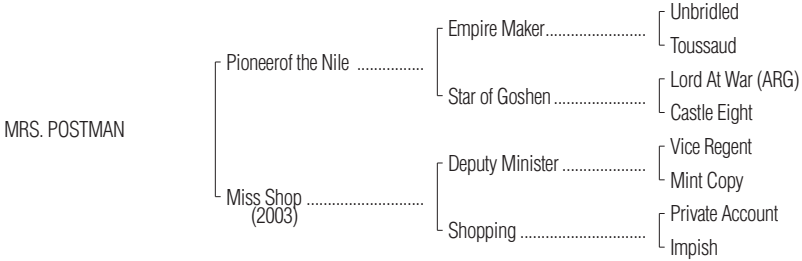 Unbridled
Empire Maker......................
Toussaud
Pioneerof the Nile ...............
Lord At War (ARG)
Star of Goshen....................
Castle Eight
MRS. POSTMAN
Vice Regent
Deputy Minister..................
Mint Copy
Miss Shop ..........................
(2003)
Private Account
Shopping ............................
Impish